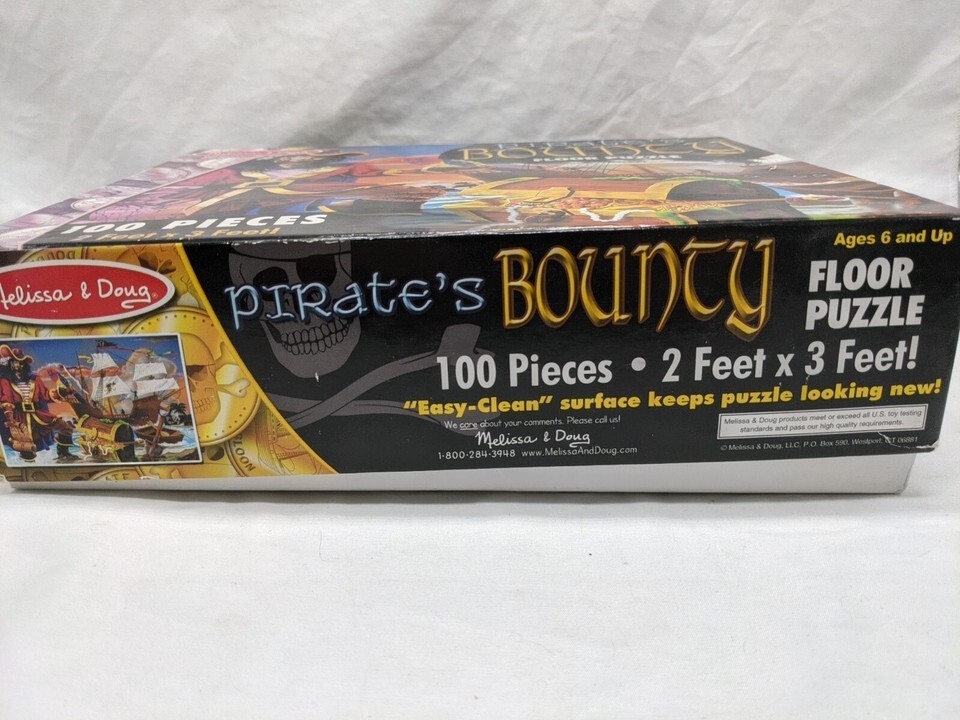 BOUNTY
FLOOR PUZZLE
100 PIECES
Melissa & Doug®
PIRate's BOUNTY
Ages 6 and Up
FLOOR
PUZZLE
100 Pieces • 2 Feet x 3 Feet!
"Easy-Clean" surface keeps puzzle looking new!
We care about your comments. Please call us!
Melissa & Doug
1-800-284-3948 www.MelissaAndDoug.com
Melissa & Doug products meet or exceed all U.S. toy testing
standards and pass our high quality requirements.
© Melissa & Doug, LLC, P.O. Box 590, Westport, CT 06881